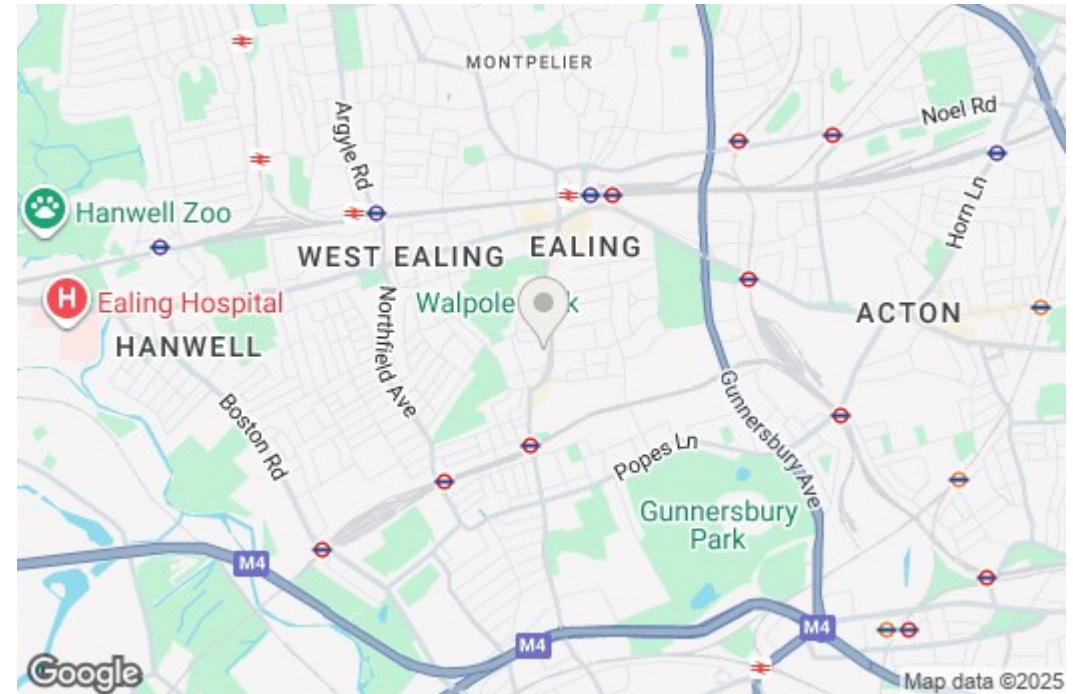 MONTPELIER
Argyle Rd
Noel Rd
Horn Ln
Hanwell Zoo
WEST EALING
EALING
H
Ealing Hospital
Walpole
k
ACTON
HANWELL
Northfield Ave
Boston Rd
Gunnersbury Ave
Popes Ln
Gunnersbury
Park
M4
M4
M4
Google
Map data ©2025